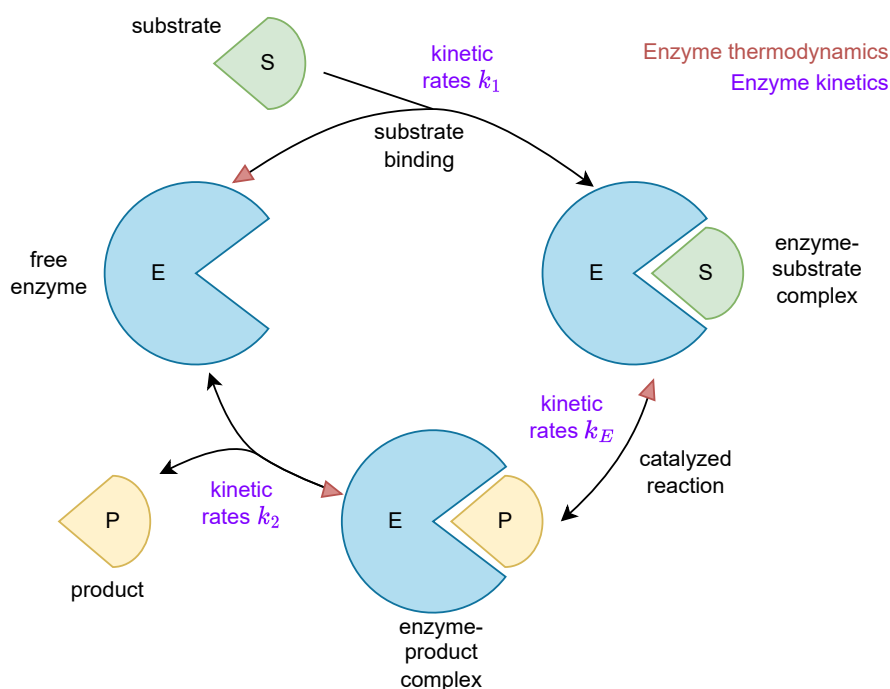 substrate
S
kinetic
rates k₁
Enzyme thermodynamics
Enzyme kinetics
substrate
binding
free
enzyme
E
E
S
enzyme-
substrate
complex
kinetic
rates k_E
catalyzed
reaction
kinetic
rates k₂
P
product
E
P
enzyme-
product
complex